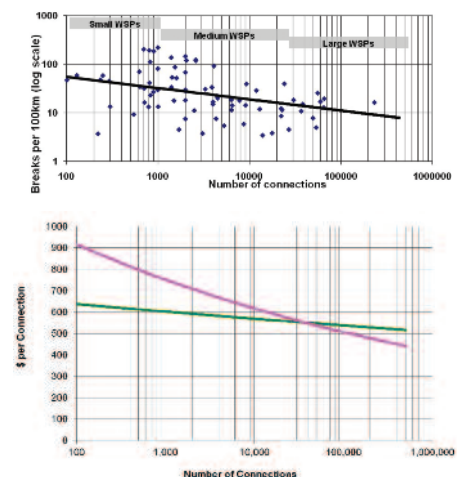 1000
100
10
1
Breaks per 100km (log scale)
Small WSPs
Medium WSPs
Large WSPs
100 1000 10000 100000 1000000
Number of connections
1000
900
800
700
600
500
400
300
200
100
0
$ per Connection
100 1,000 10,000 100,000 1,000,000
Number of Connections